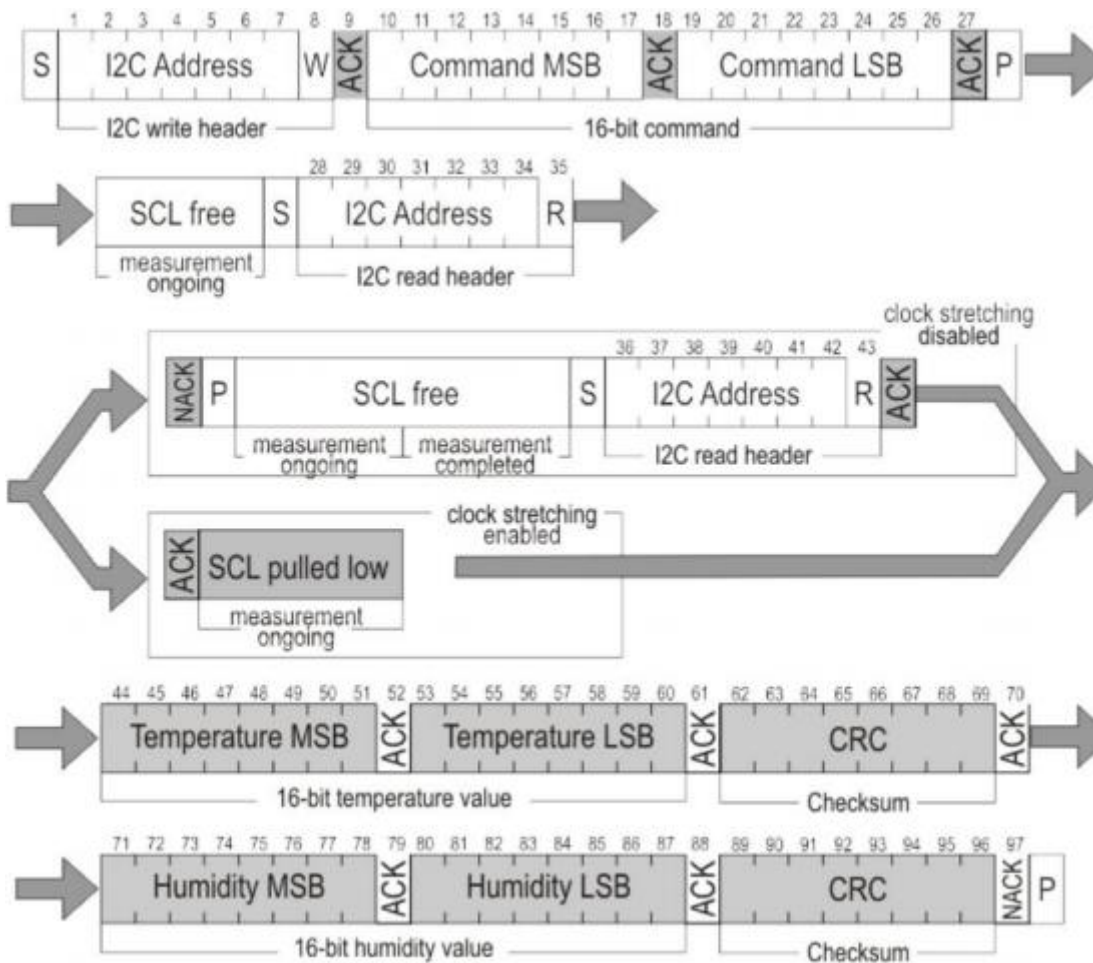 1 2 3 4 5 6 7 8 9 10 11 12 13 14 15 16 17 18 19 20 21 22 23 24 25 26 27
S I2C Address W ACK Command MSB ACK Command LSB ACK P
I2C write header 16-bit command
28 29 30 31 32 33 34 35
SCL free S I2C Address R
measurement ongoing I2C read header
clock stretching
disabled
36 37 38 39 40 41 42 43
NACK P SCL free S I2C Address R ACK
measurement measurement I2C read header
ongoing completed
clock stretching
enabled
ACK SCL pulled low
measurement
ongoing
44 45 46 47 48 49 50 51 52 53 54 55 56 57 58 59 60 61 62 63 64 65 66 67 68 69 70
Temperature MSB ACK Temperature LSB ACK CRC ACK
16-bit temperature value Checksum
71 72 73 74 75 76 77 78 79 80 81 82 83 84 85 86 87 88 89 90 91 92 93 94 95 96 97
Humidity MSB ACK Humidity LSB ACK CRC NACK P
16-bit humidity value Checksum